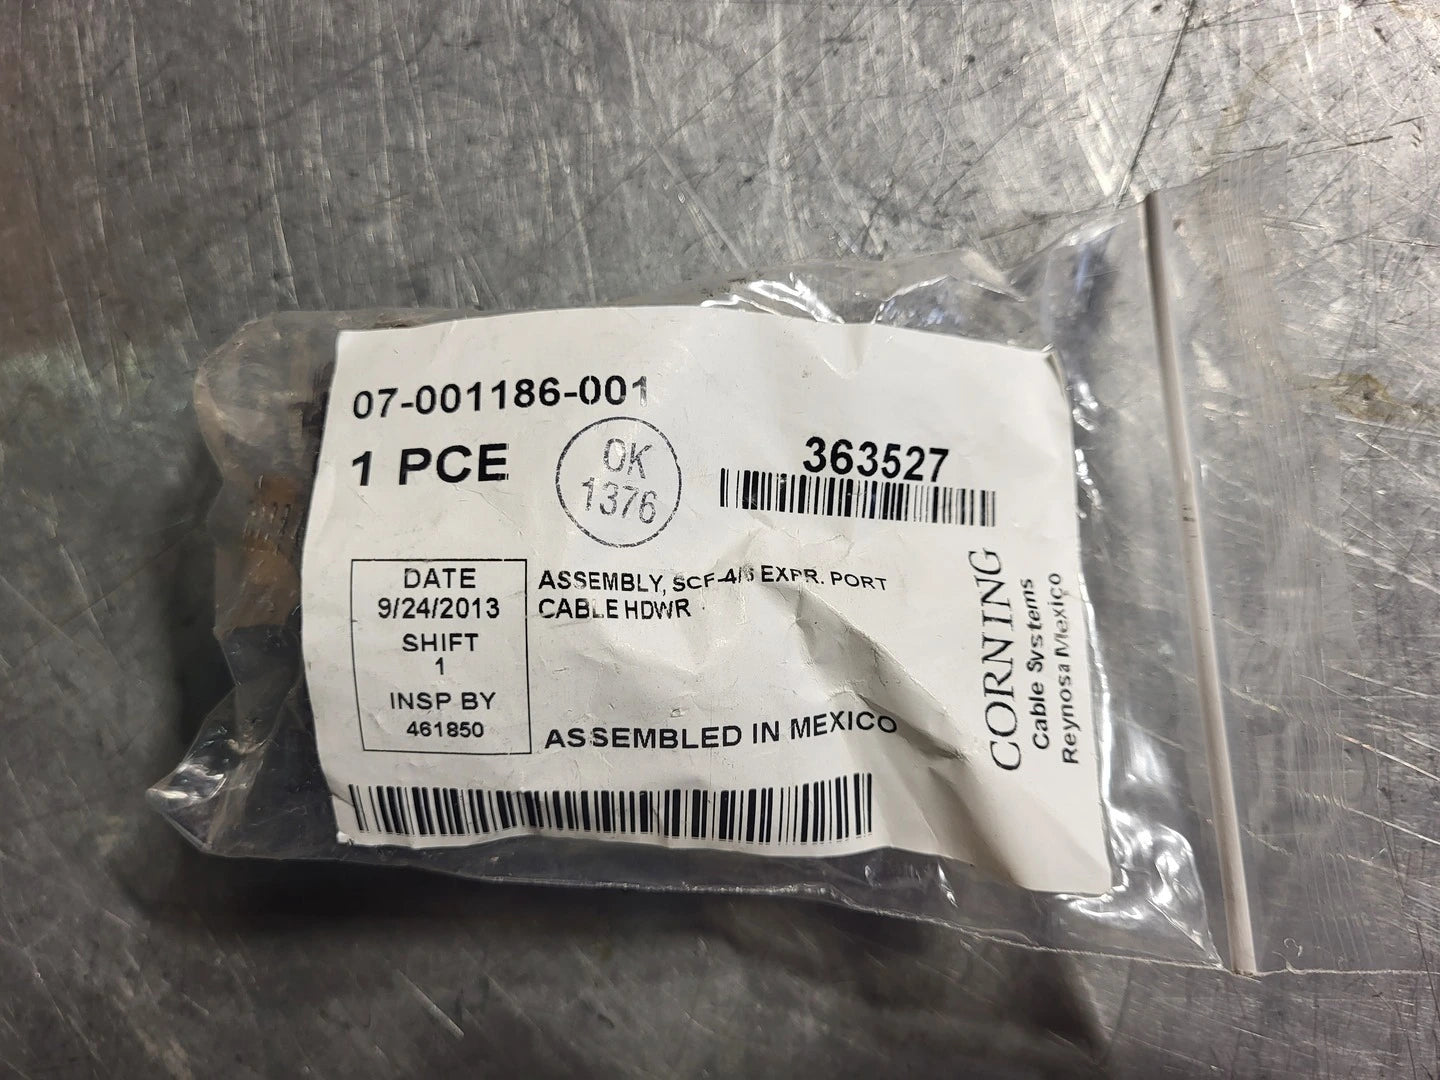 07-001186-001
1 PCE
OK
1376
363527
DATE
9/24/2013
SHIFT
1
INSP BY
461850
ASSEMBLY, SCF-4/6 EXPR. PORT
CABLE HDWR
ASSEMBLED IN MEXICO
CORNING
Cable Systems
Reynosa Mexico